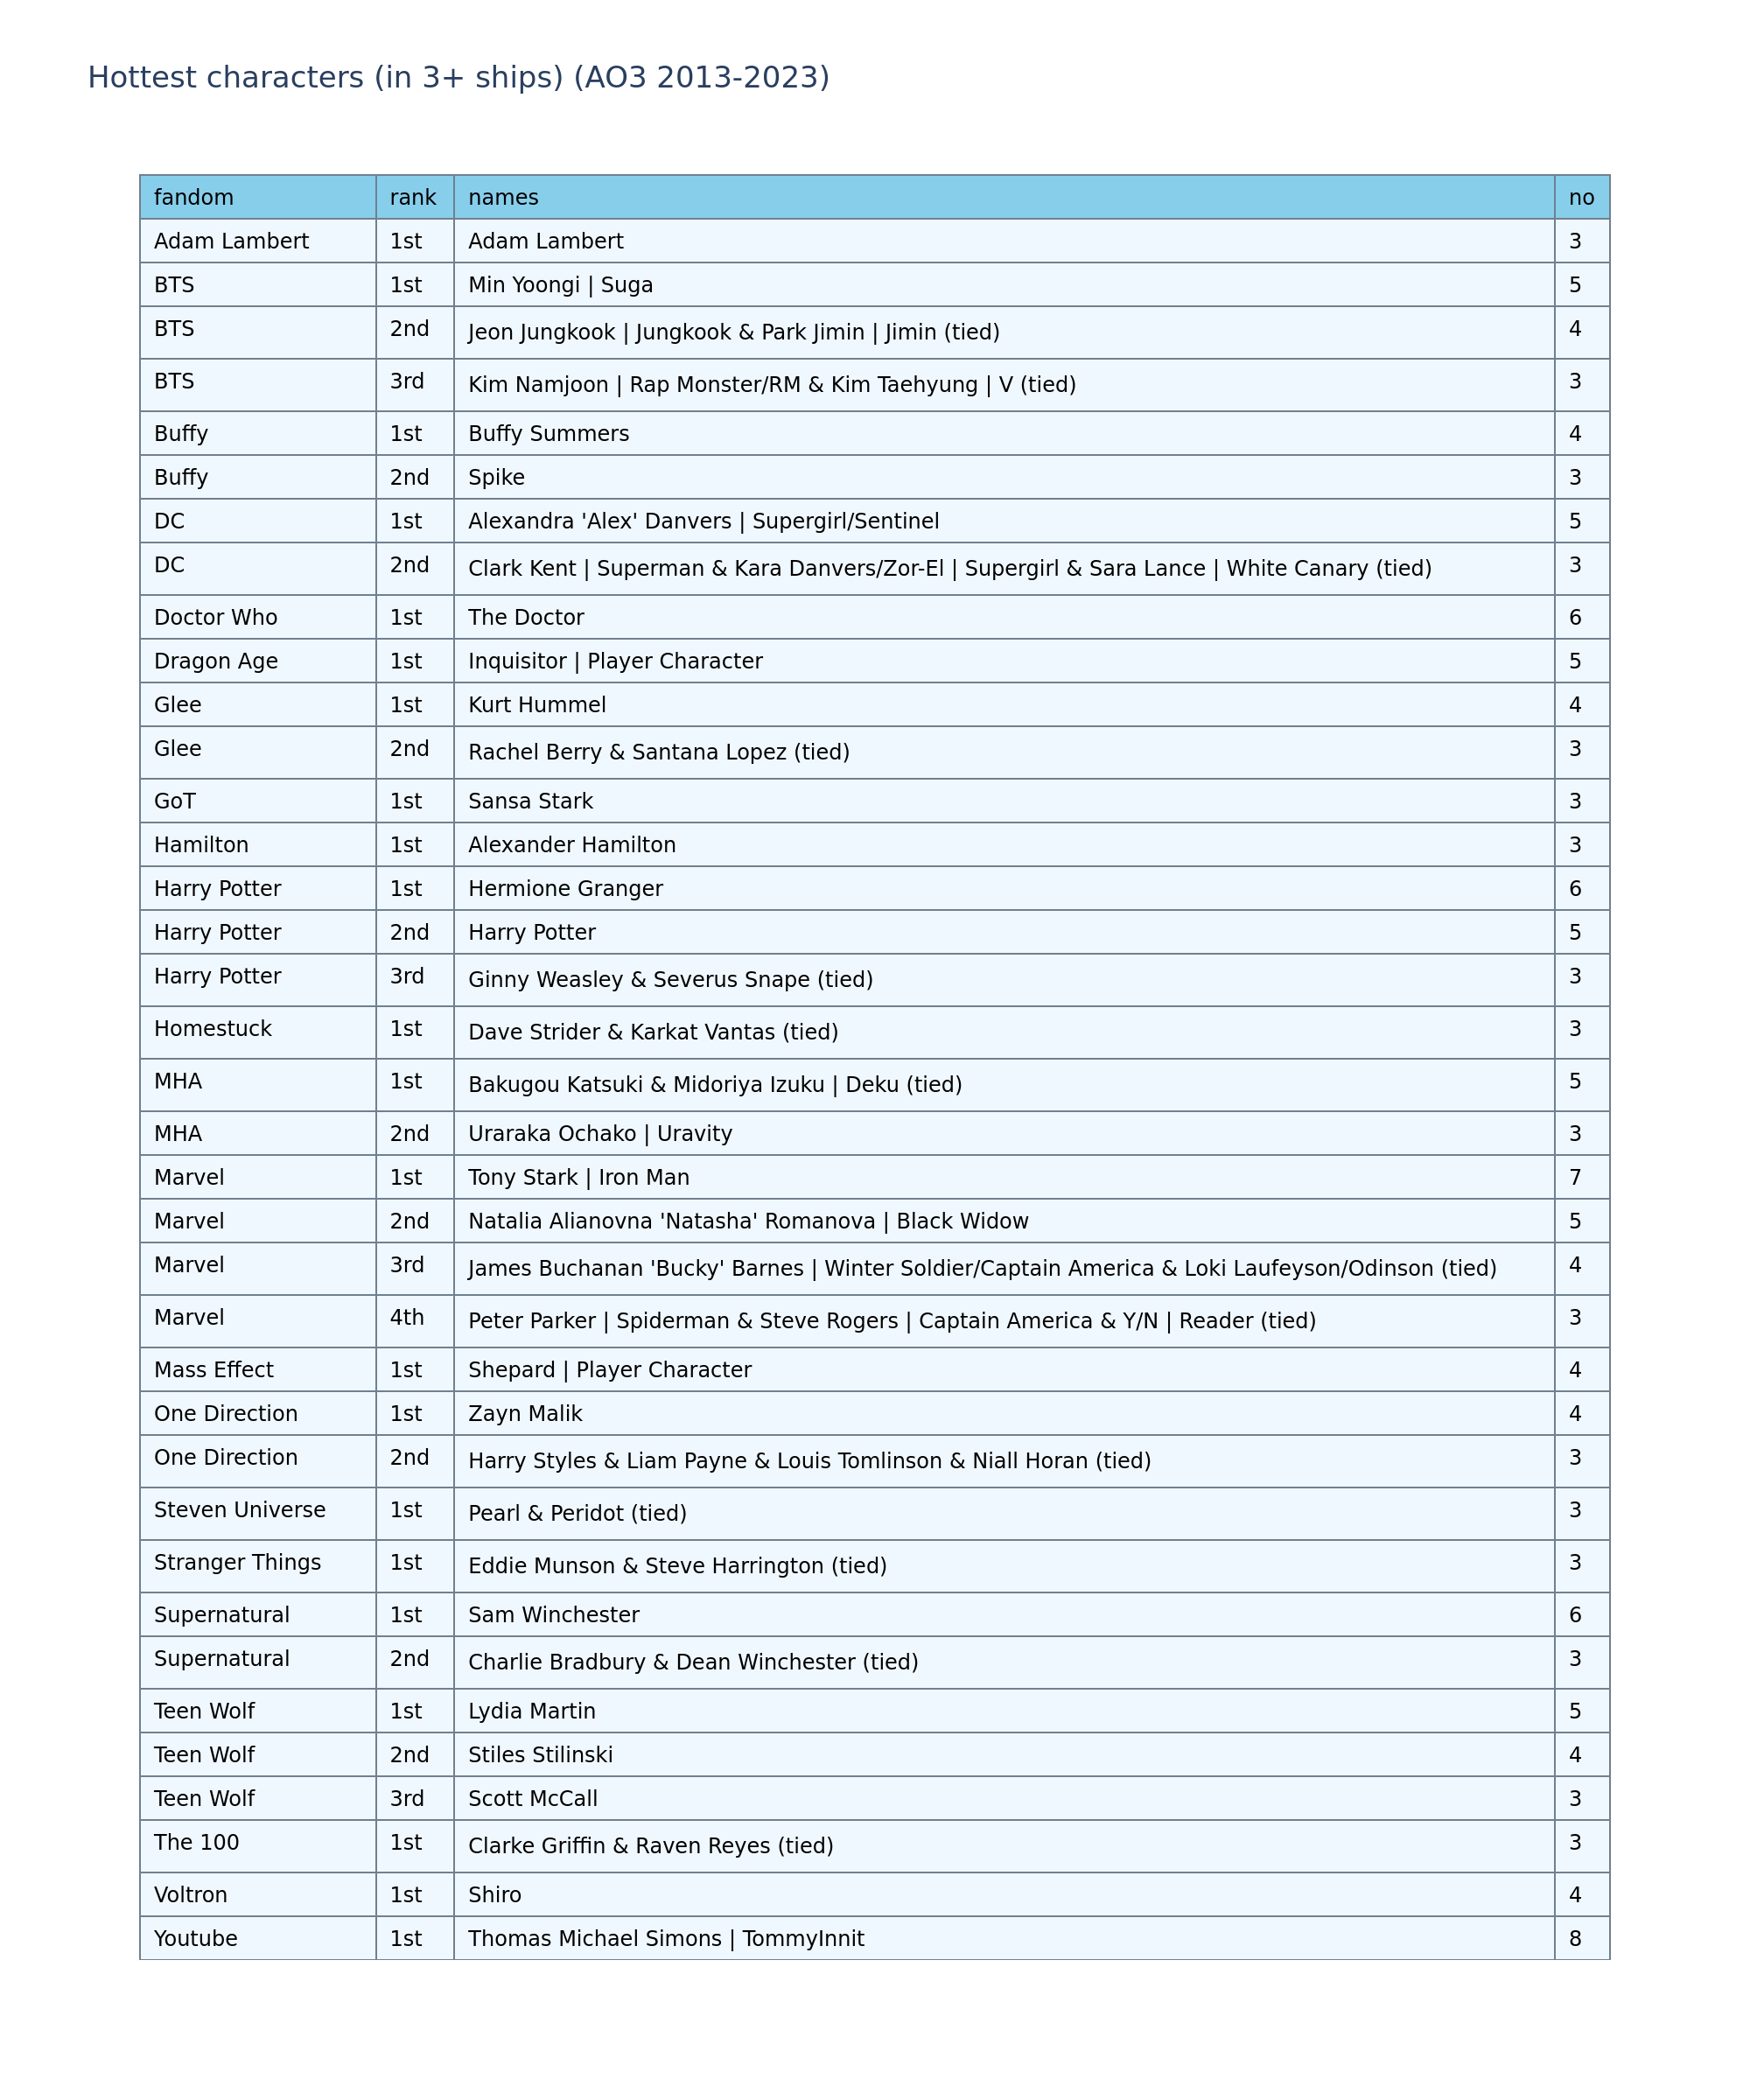 Hottest characters (in 3+ ships) (AO3 2013-2023)
fandom rank names no
Adam Lambert 1st Adam Lambert 3
BTS 1st Min Yoongi | Suga 5
BTS 2nd Jeon Jungkook | Jungkook & Park Jimin | Jimin (tied) 4
BTS 3rd Kim Namjoon | Rap Monster/RM & Kim Taehyung | V (tied) 3
Buffy 1st Buffy Summers 4
Buffy 2nd Spike 3
DC 1st Alexandra 'Alex' Danvers | Supergirl/Sentinel 5
DC 2nd Clark Kent | Superman & Kara Danvers/Zor-El | Supergirl & Sara Lance | White Canary (tied) 3
Doctor Who 1st The Doctor 6
Dragon Age 1st Inquisitor | Player Character 5
Glee 1st Kurt Hummel 4
Glee 2nd Rachel Berry & Santana Lopez (tied) 3
GoT 1st Sansa Stark 3
Hamilton 1st Alexander Hamilton 3
Harry Potter 1st Hermione Granger 6
Harry Potter 2nd Harry Potter 5
Harry Potter 3rd Ginny Weasley & Severus Snape (tied) 3
Homestuck 1st Dave Strider & Karkat Vantas (tied) 3
MHA 1st Bakugou Katsuki & Midoriya Izuku | Deku (tied) 5
MHA 2nd Uraraka Ochako | Uravity 3
Marvel 1st Tony Stark | Iron Man 7
Marvel 2nd Natalia Alianovna 'Natasha' Romanova | Black Widow 5
Marvel 3rd James Buchanan 'Bucky' Barnes | Winter Soldier/Captain America & Loki Laufeyson/Odinson (tied) 4
Marvel 4th Peter Parker | Spiderman & Steve Rogers | Captain America & Y/N | Reader (tied) 3
Mass Effect 1st Shepard | Player Character 4
One Direction 1st Zayn Malik 4
One Direction 2nd Harry Styles & Liam Payne & Louis Tomlinson & Niall Horan (tied) 3
Steven Universe 1st Pearl & Peridot (tied) 3
Stranger Things 1st Eddie Munson & Steve Harrington (tied) 3
Supernatural 1st Sam Winchester 6
Supernatural 2nd Charlie Bradbury & Dean Winchester (tied) 3
Teen Wolf 1st Lydia Martin 5
Teen Wolf 2nd Stiles Stilinski 4
Teen Wolf 3rd Scott McCall 3
The 100 1st Clarke Griffin & Raven Reyes (tied) 3
Voltron 1st Shiro 4
Youtube 1st Thomas Michael Simons | TommyInnit 8